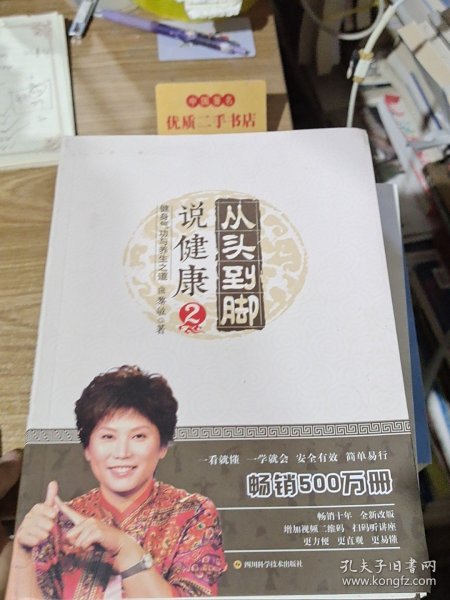 中国著名
优质二手书店
从头到脚
说健康2
健身气功与养生之道
曲黎敏 著
一看就懂 一学就会 安全有效 简单易行
畅销500万册
畅销十年 全新改版
增加视频二维码 扫码听讲座
更方便 更直观 更易懂
四川科学技术出版社
孔夫子旧书网
www.kongfz.com